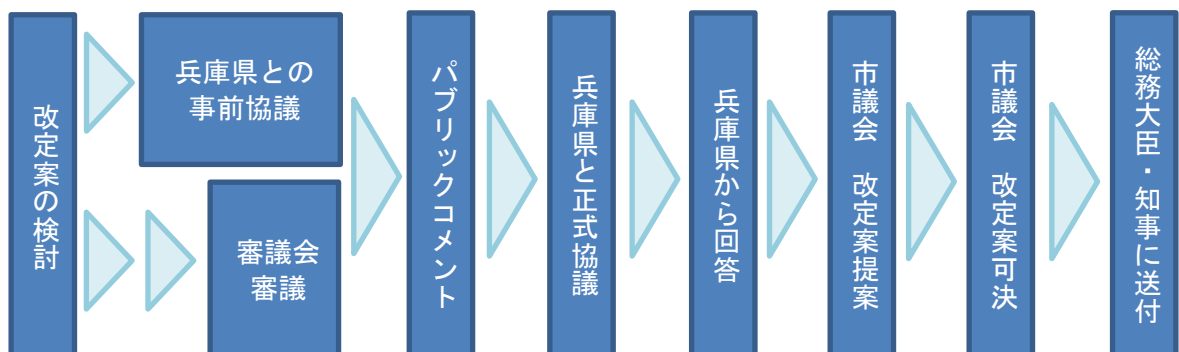 改定案の検討
兵庫県との
事前協議
審議会
審議
パブリックコメント
兵庫県と正式協議
兵庫県から回答
市議会　改定案提案
市議会　改定案可決
総務大臣・知事に送付